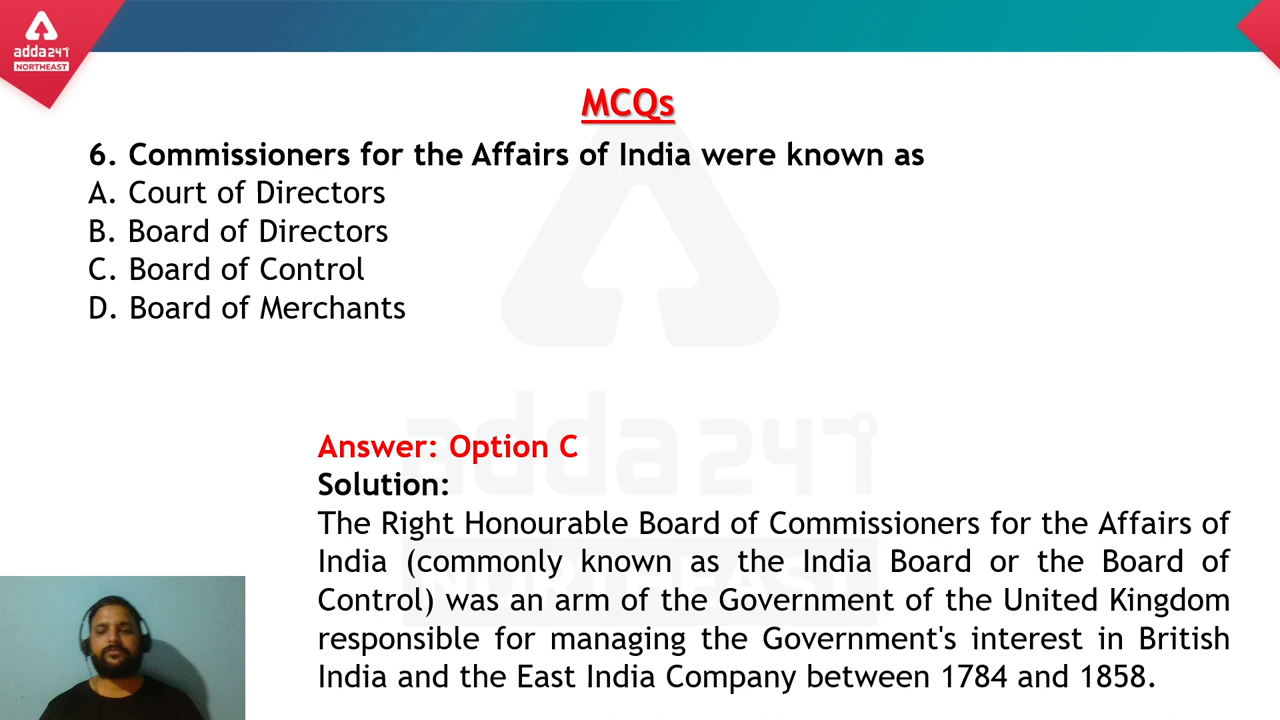 adda247
NORTHEAST
MCQs
6. Commissioners for the Affairs of India were known as
A. Court of Directors
B. Board of Directors
C. Board of Control
D. Board of Merchants
adda247
NORTHEAST
Answer: Option C
Solution:
The Right Honourable Board of Commissioners for the Affairs of
India (commonly known as the India Board or the Board of
Control) was an arm of the Government of the United Kingdom
responsible for managing the Government's interest in British
India and the East India Company between 1784 and 1858.